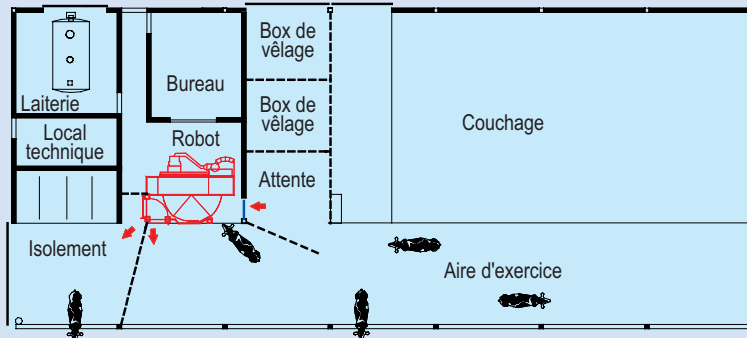 Box de
vêlage
Bureau
Laiterie
Box de
vêlage
Couchage
Local
technique
Robot
Attente
Isolement
Aire d'exercice